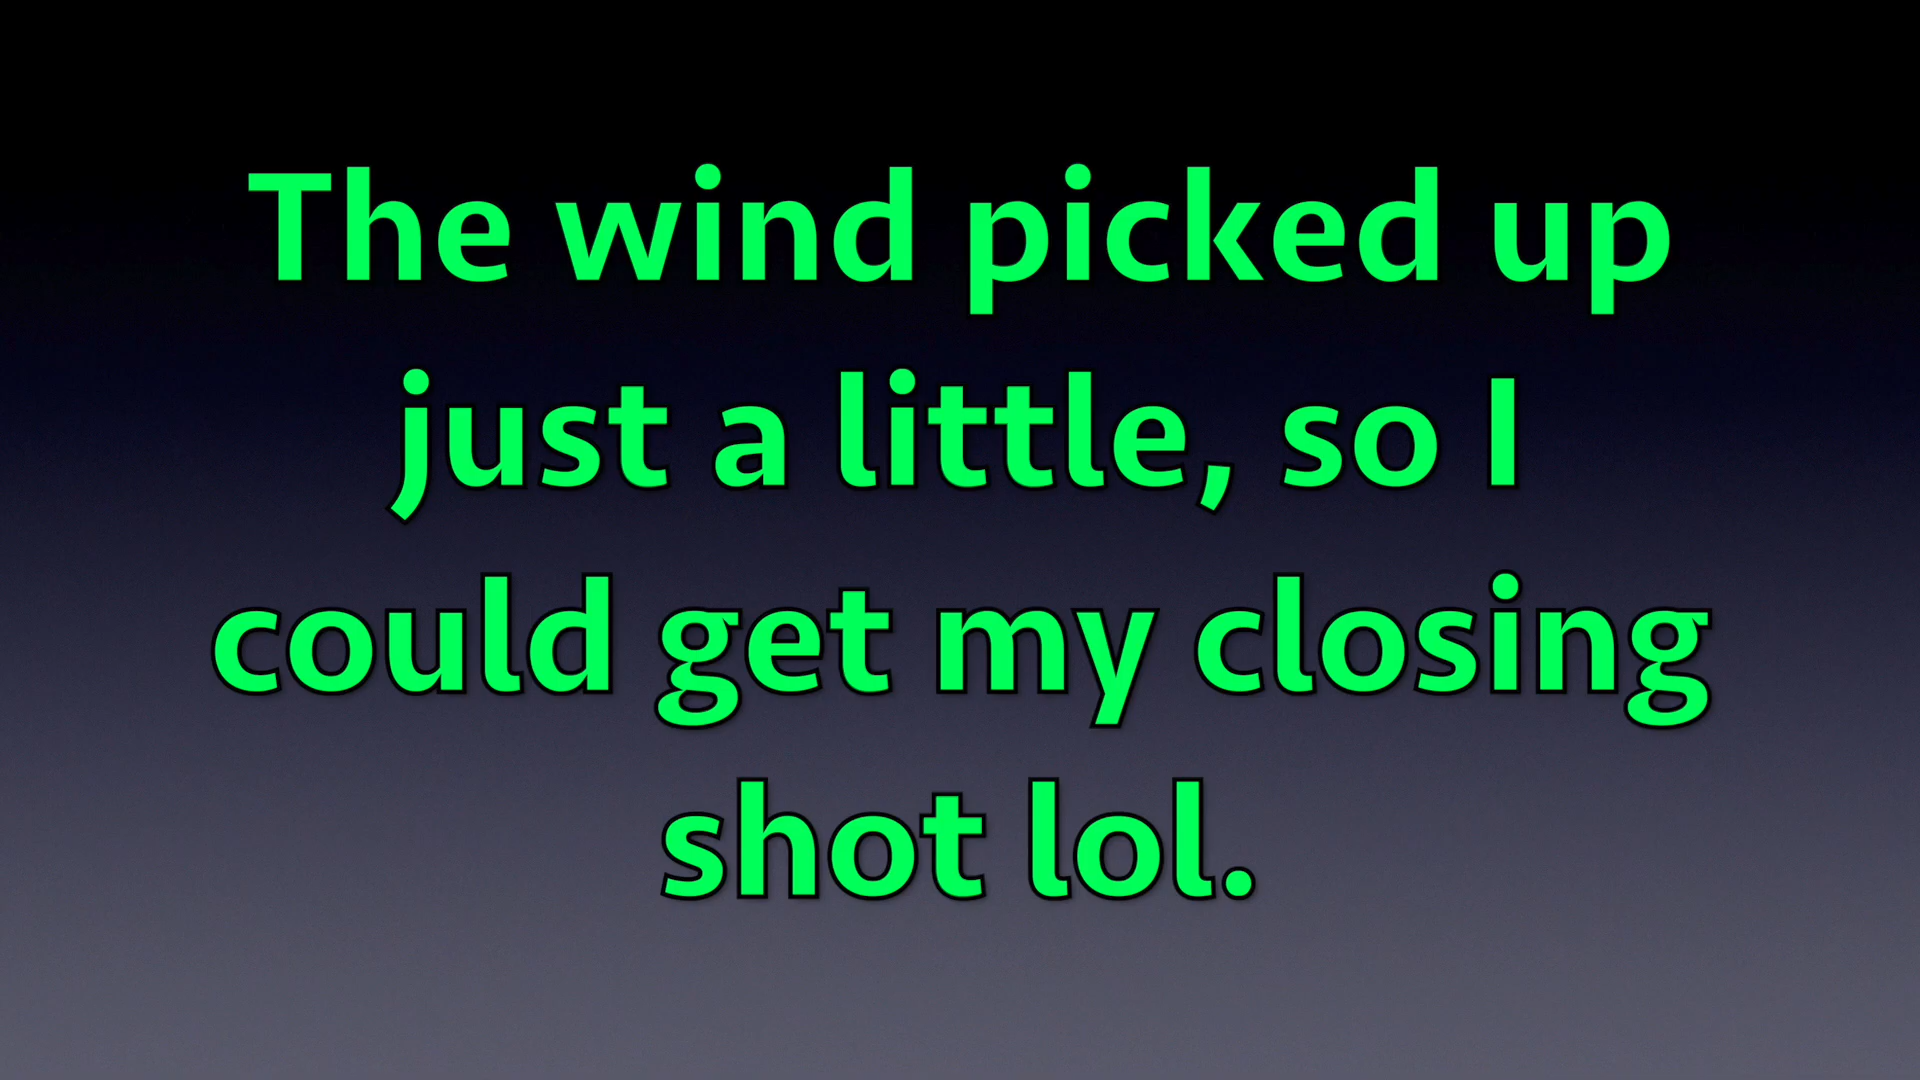 The wind picked up
just a little, so I
could get my closing
shot lol.